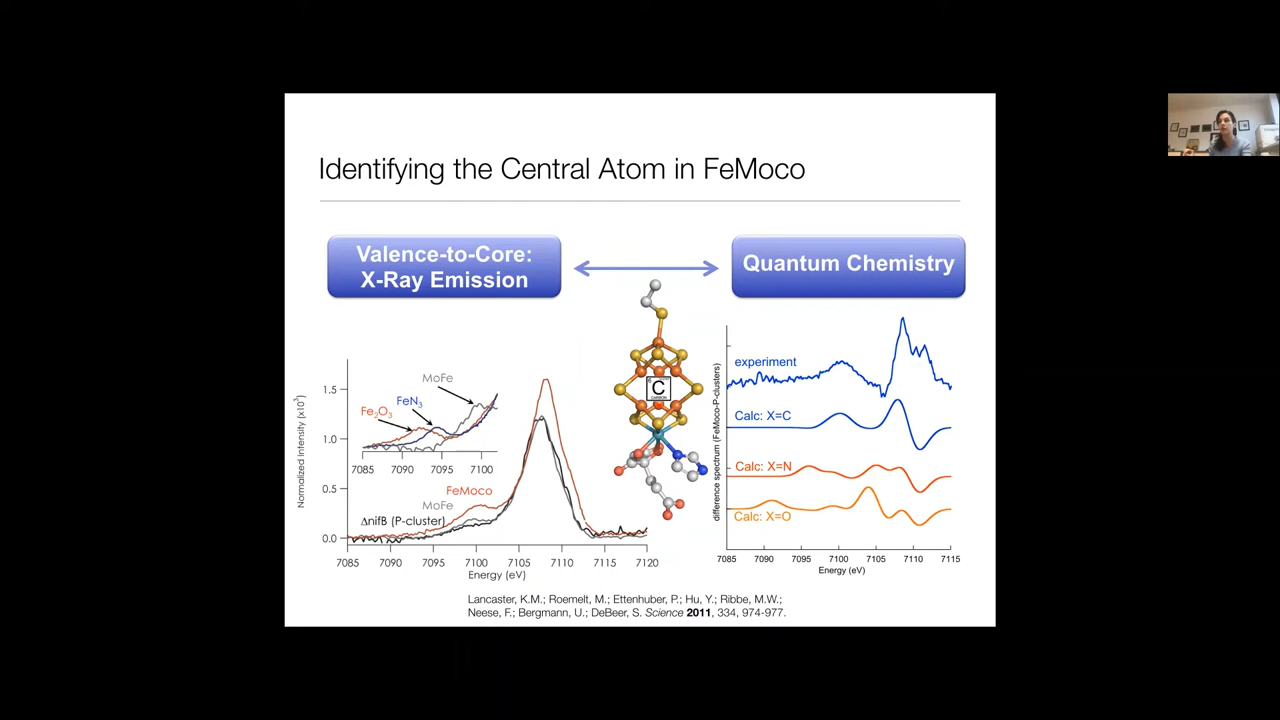 Identifying the Central Atom in FeMoco
Valence-to-Core:
X-Ray Emission
Quantum Chemistry
Normalized Intensity (x10³)
1.5
1.0
0.5
0.0
MoFe
FeN₃
Fe₂O₃
7085 7090 7095 7100
FeMoco
MoFe
ΔnifB (P-cluster)
7085 7090 7095 7100 7105 7110 7115 7120
Energy (eV)
6
C
CARBON
difference spectrum (FeMoco-P-clusters)
experiment
Calc: X=C
Calc: X=N
Calc: X=O
7085 7090 7095 7100 7105 7110 7115
Energy (eV)
Lancaster, K.M.; Roemelt, M.; Ettenhuber, P.; Hu, Y.; Ribbe, M.W.;
Neese, F.; Bergmann, U.; DeBeer, S. Science 2011, 334, 974-977.